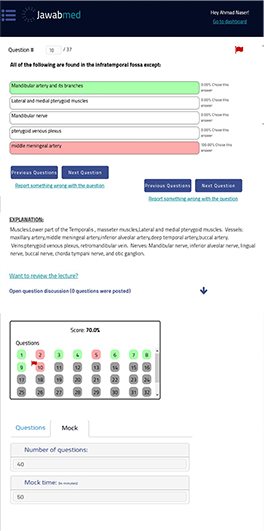 Jawabmed
Hey Ahmad Naser!
Go to dashboard
Question # 10 / 37
All of the following are found in the infratemporal fossa except:
Mandibular artery and its branches
0.00% Chose this answer
Lateral and medial pterygoid muscles
0.00% Chose this answer
Mandibular nerve
0.00% Chose this answer
pterygoid venous plexus
0.00% Chose this answer
middle meningeal artery
100.00% Chose this answer
Previous Questions
Next Question
Report something wrong with the question
Previous Questions
Next Question
Report something wrong with the question
EXPLANATION:
Muscles:Lower part of the Temporalis , masseter muscles,Lateral and medial pterygoid muscles. Vessels:
maxillary artery,middle meningeal artery,inferior alveolar artery,deep temporal artery,buccal artery.
Veins:pterygoid venous plexus, retromandibular vein. Nerves: Mandibular nerve, inferior alveolar nerve, lingual
nerve, buccal nerve, chorda tympani nerve, and otic ganglion.
Want to review the lecture?
Open question discussion (0 questions were posted)
Score: 70.0%
Questions
1 2 3 4 5 6 7 8
9 10 11 12 13 14 15 16
17 18 19 20 21 22 23 24
25 26 27 28 29 30 31 32
Questions
Mock
Number of questions:
40
Mock time: (in minutes)
50